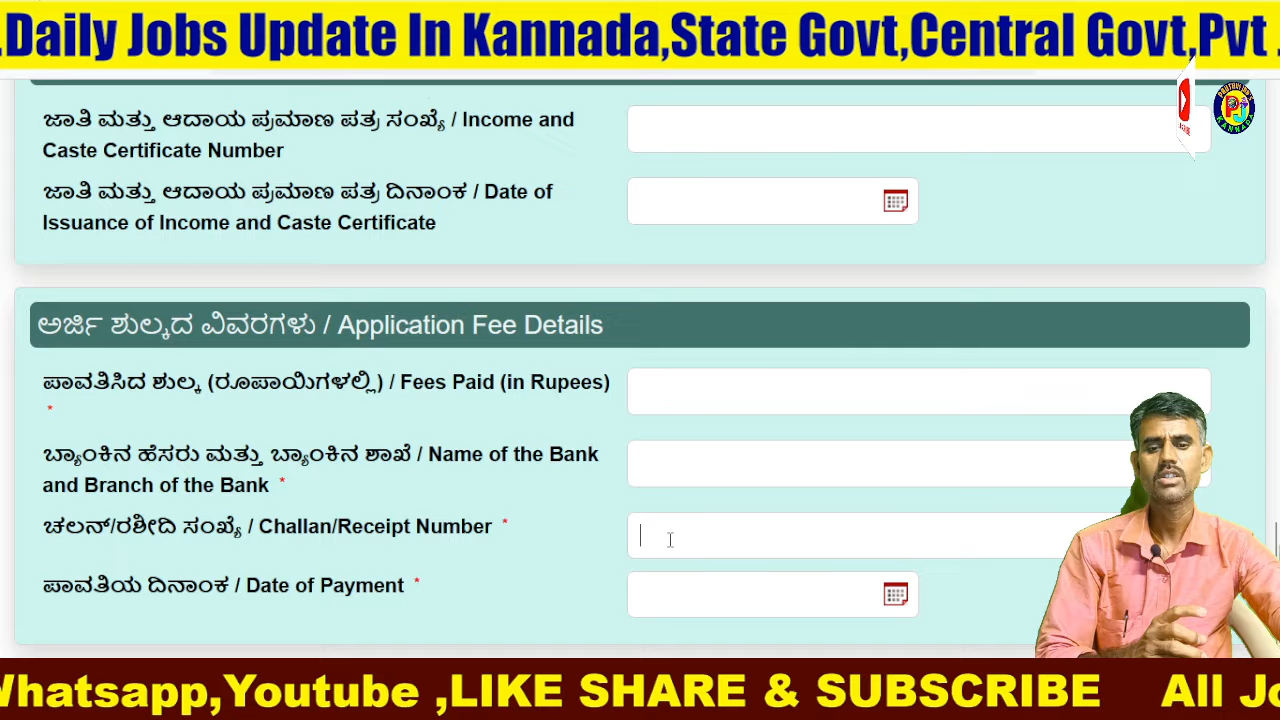 ,Daily Jobs Update In Kannada,State Govt,Central Govt,Pvt
ಜಾತಿ ಮತ್ತು ಆದಾಯ ಪ್ರಮಾಣ ಪತ್ರ ಸಂಖ್ಯೆ / Income and
Caste Certificate Number
ಜಾತಿ ಮತ್ತು ಆದಾಯ ಪ್ರಮಾಣ ಪತ್ರ ದಿನಾಂಕ / Date of
Issuance of Income and Caste Certificate
ಅರ್ಜಿ ಶುಲ್ಕದ ವಿವರಗಳು / Application Fee Details
ಪಾವತಿಸಿದ ಶುಲ್ಕ (ರೂಪಾಯಿಗಳಲ್ಲಿ) / Fees Paid (in Rupees)
*
ಬ್ಯಾಂಕಿನ ಹೆಸರು ಮತ್ತು ಬ್ಯಾಂಕಿನ ಶಾಖೆ / Name of the Bank
and Branch of the Bank *
ಚಲನ್/ರಶೀದಿ ಸಂಖ್ಯೆ / Challan/Receipt Number *
ಪಾವತಿಯ ದಿನಾಂಕ / Date of Payment *
Whatsapp,Youtube ,LIKE SHARE & SUBSCRIBE All Jo